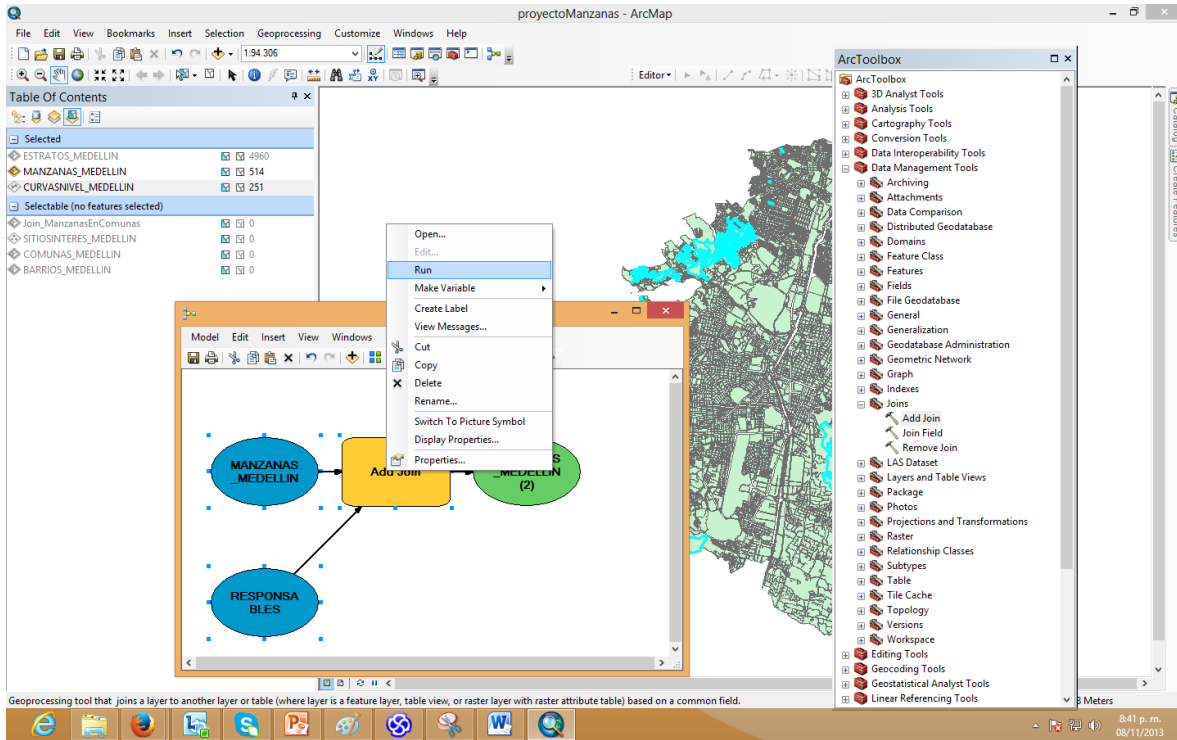 proyectoManzanas - ArcMap
File Edit View Bookmarks Insert Selection Geoprocessing Customize Windows Help
1:94.306
Editor
Table Of Contents
Selected
ESTRATOS_MEDELLIN 4960
MANZANAS_MEDELLIN 514
CURVASNIVEL_MEDELLIN 251
Selectable (no features selected)
Join_ManzanasEnComunas 0
SITIOSINTERES_MEDELLIN 0
COMUNAS_MEDELLIN 0
BARRIOS_MEDELLIN 0
Model Edit Insert View Windows
MANZANAS
_MEDELLIN
Add Join
S
_MEDELLIN
(2)
RESPONSA
BLES
Open...
Edit...
Run
Make Variable
Create Label
View Messages...
Cut
Copy
Delete
Rename...
Switch To Picture Symbol
Display Properties...
Properties...
ArcToolbox
ArcToolbox
3D Analyst Tools
Analysis Tools
Cartography Tools
Conversion Tools
Data Interoperability Tools
Data Management Tools
Archiving
Attachments
Data Comparison
Distributed Geodatabase
Domains
Feature Class
Features
Fields
File Geodatabase
General
Generalization
Geodatabase Administration
Geometric Network
Graph
Indexes
Joins
Add Join
Join Field
Remove Join
LAS Dataset
Layers and Table Views
Package
Photos
Projections and Transformations
Raster
Relationship Classes
Subtypes
Table
Tile Cache
Topology
Versions
Workspace
Editing Tools
Geocoding Tools
Geostatistical Analyst Tools
Linear Referencing Tools
Catalog
Create Features
Geoprocessing tool that joins a layer to another layer or table (where layer is a feature layer, table view, or raster layer with raster attribute table) based on a common field.
Meters
8:41 p. m.
08/11/2013